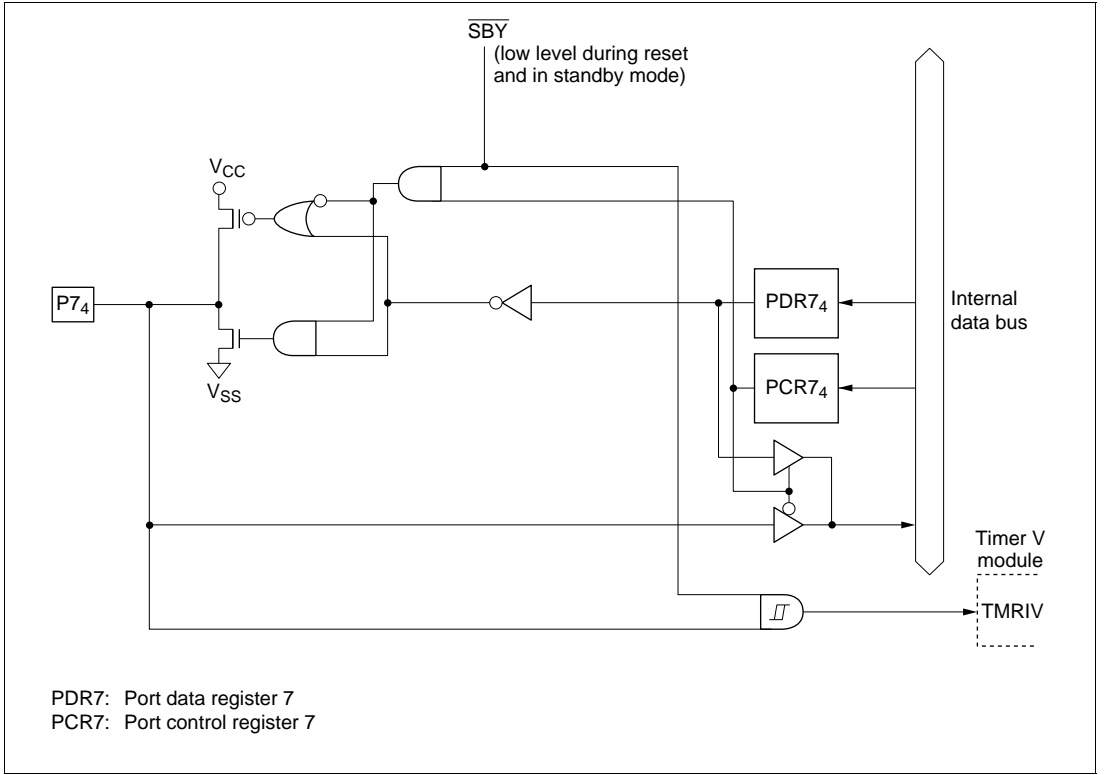 SBY
(low level during reset
and in standby mode)
VCC
P74
VSS
PDR74
PCR74
Internal
data bus
Timer V
module
TMRIV
PDR7: Port data register 7
PCR7: Port control register 7